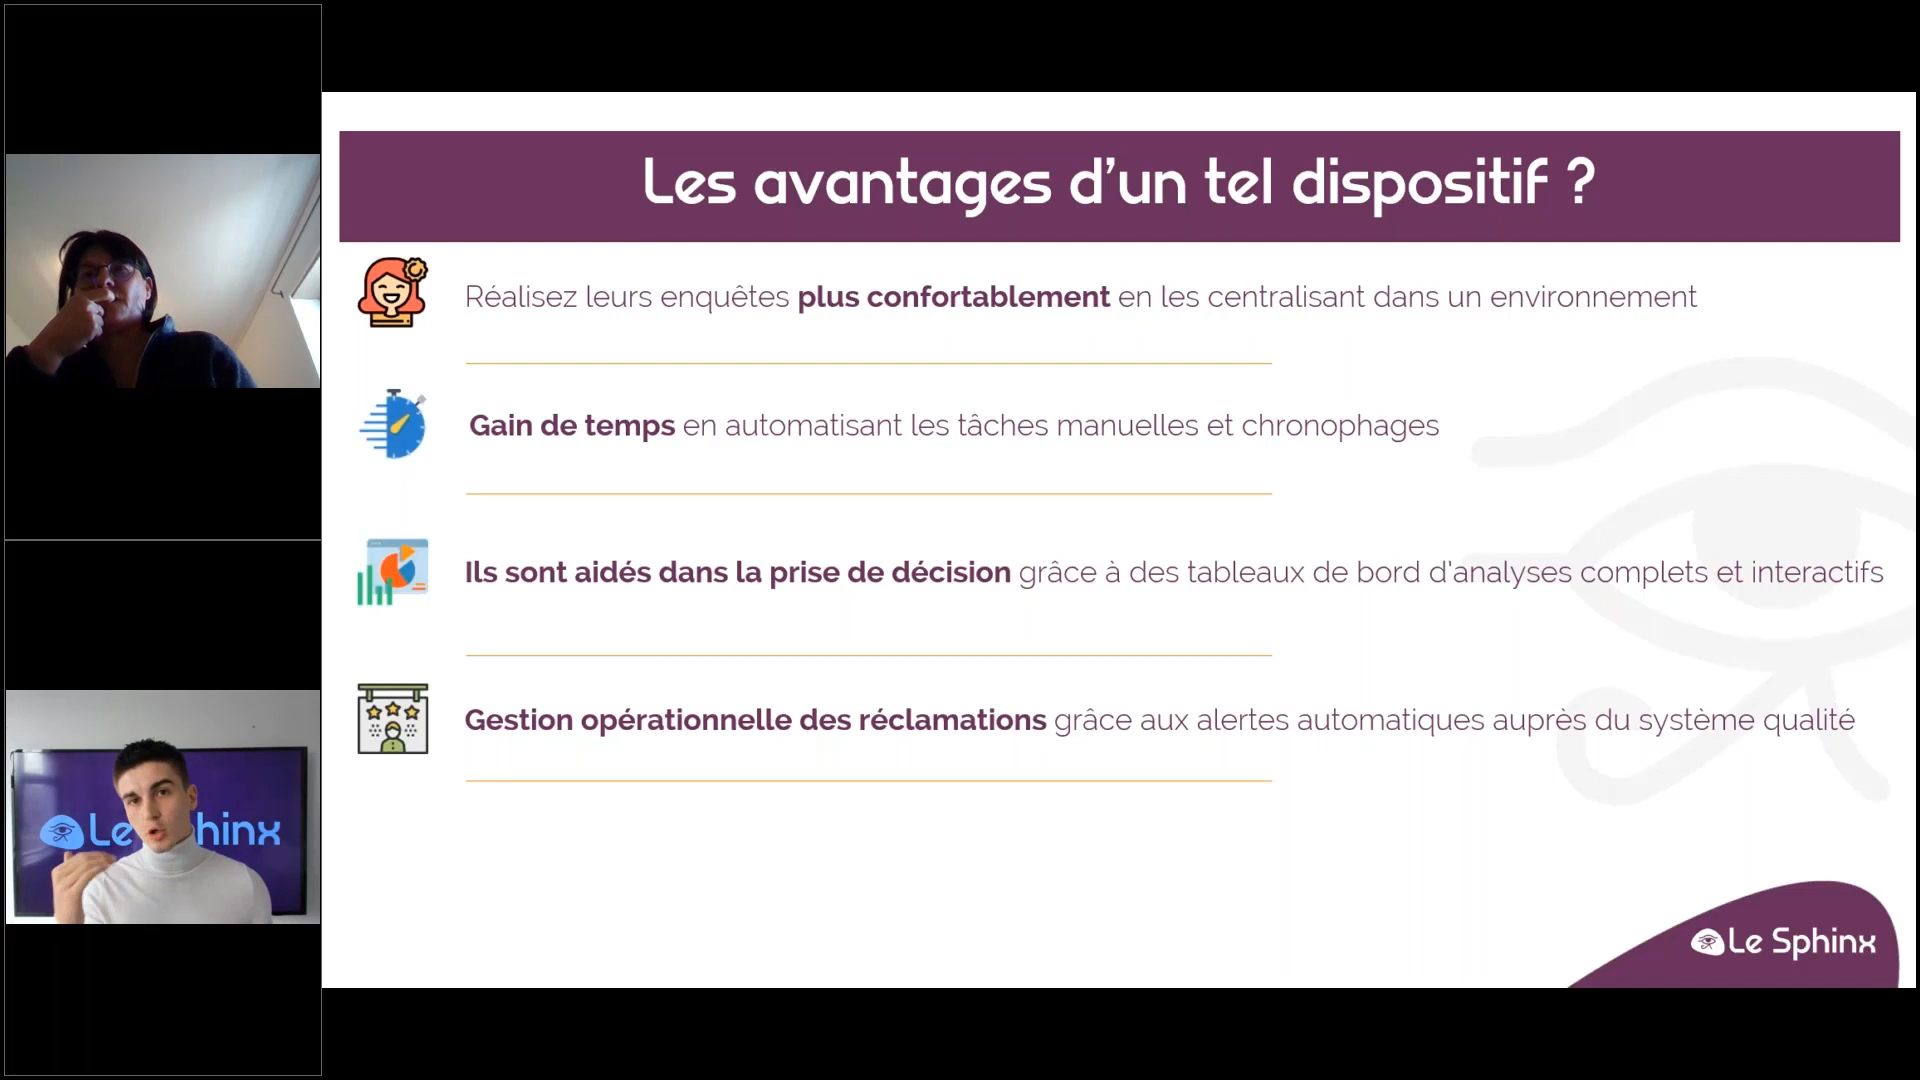 Les avantages d’un tel dispositif ?
Réalisez leurs enquêtes plus confortablement en les centralisant dans un environnement
Gain de temps en automatisant les tâches manuelles et chronophages
Ils sont aidés dans la prise de décision grâce à des tableaux de bord d'analyses complets et interactifs
Gestion opérationnelle des réclamations grâce aux alertes automatiques auprès du système qualité
Le Sphinx
Le hinx